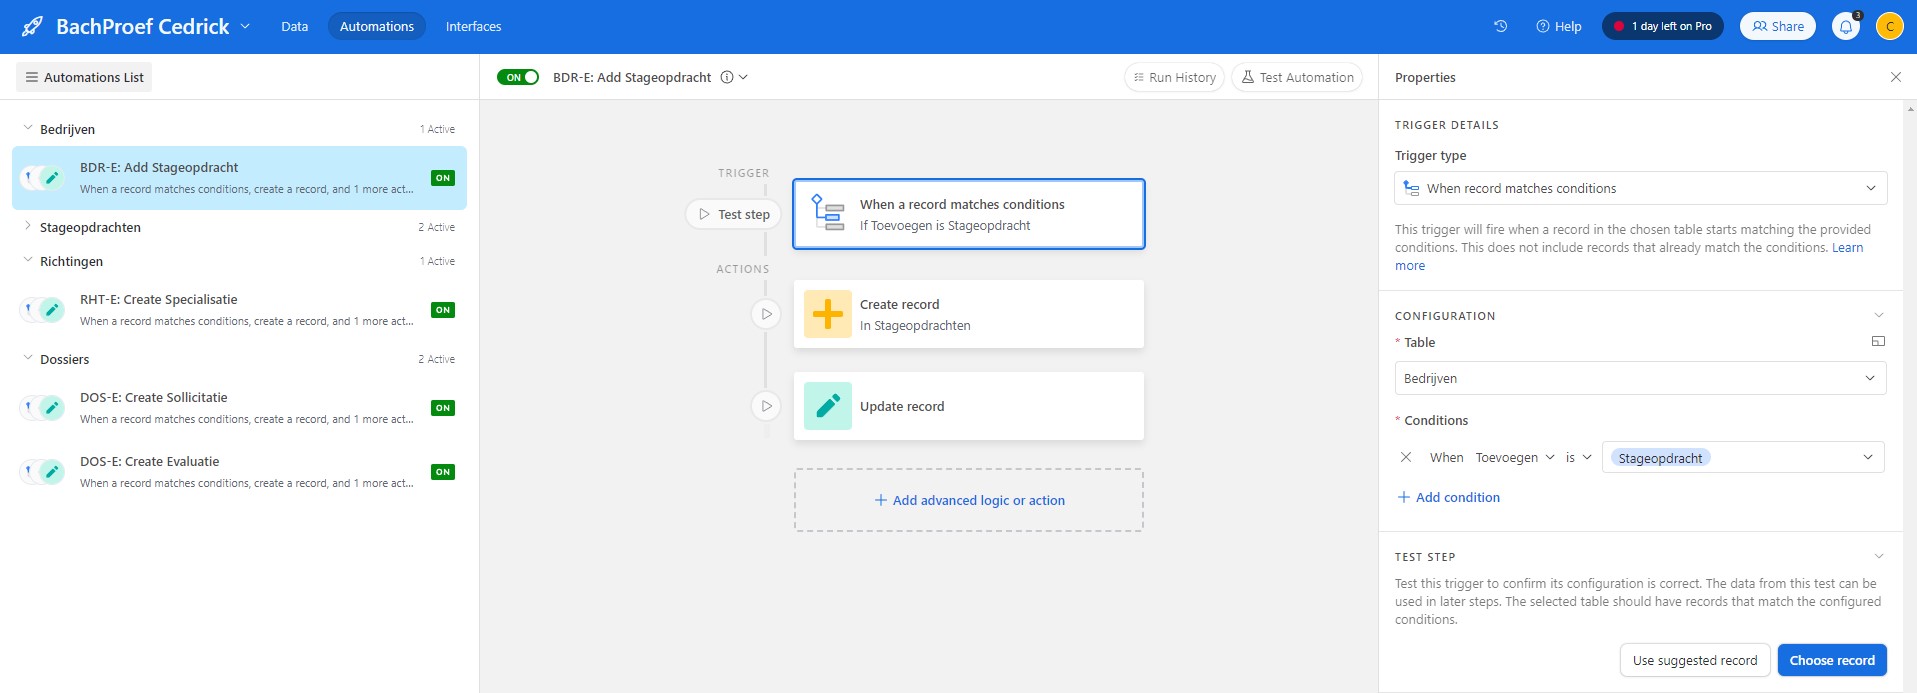 BachProef Cedrick
Data
Automations
Interfaces
Help
1 day left on Pro
Share
3
C
Automations List
Bedrijven
1 Active
BDR-E: Add Stageopdracht
When a record matches conditions, create a record, and 1 more act...
ON
Stageopdrachten
2 Active
Richtingen
1 Active
RHT-E: Create Specialisatie
When a record matches conditions, create a record, and 1 more act...
ON
Dossiers
2 Active
DOS-E: Create Sollicitatie
When a record matches conditions, create a record, and 1 more act...
ON
DOS-E: Create Evaluatie
When a record matches conditions, create a record, and 1 more act...
ON
ON
BDR-E: Add Stageopdracht
Run History
Test Automation
TRIGGER
Test step
When a record matches conditions
If Toevoegen is Stageopdracht
ACTIONS
Create record
In Stageopdrachten
Update record
+ Add advanced logic or action
Properties
TRIGGER DETAILS
Trigger type
When record matches conditions
This trigger will fire when a record in the chosen table starts matching the provided
conditions. This does not include records that already match the conditions. Learn
more
CONFIGURATION
* Table
Bedrijven
* Conditions
When Toevoegen is Stageopdracht
+ Add condition
TEST STEP
Test this trigger to confirm its configuration is correct. The data from this test can be
used in later steps. The selected table should have records that match the configured
conditions.
Use suggested record
Choose record